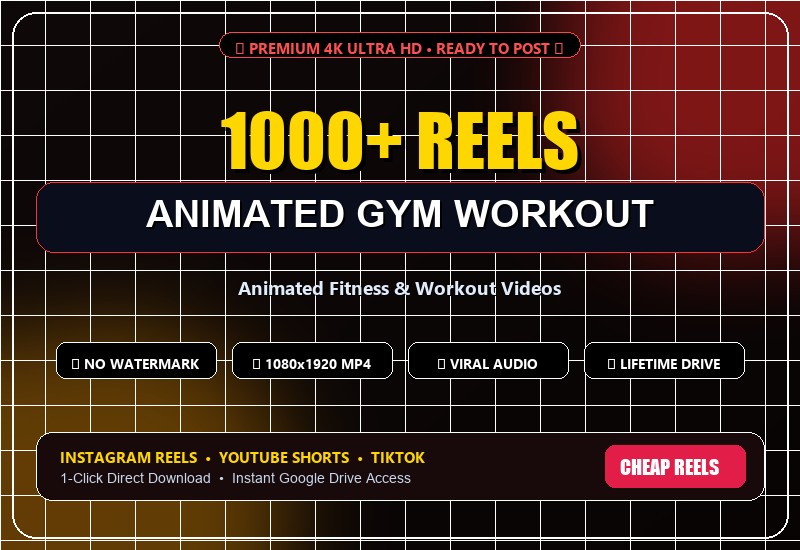 PREMIUM 4K ULTRA HD • READY TO POST
1000+ REELS
ANIMATED GYM WORKOUT
Animated Fitness & Workout Videos
NO WATERMARK
1080x1920 MP4
VIRAL AUDIO
LIFETIME DRIVE
INSTAGRAM REELS • YOUTUBE SHORTS • TIKTOK
1-Click Direct Download • Instant Google Drive Access
CHEAP REELS